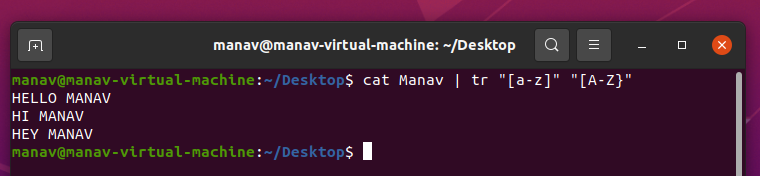 manav@manav-virtual-machine: ~/Desktop
manav@manav-virtual-machine:~/Desktop$ cat Manav | tr "[a-z]" "[A-Z}"
HELLO MANAV
HI MANAV
HEY MANAV
manav@manav-virtual-machine:~/Desktop$